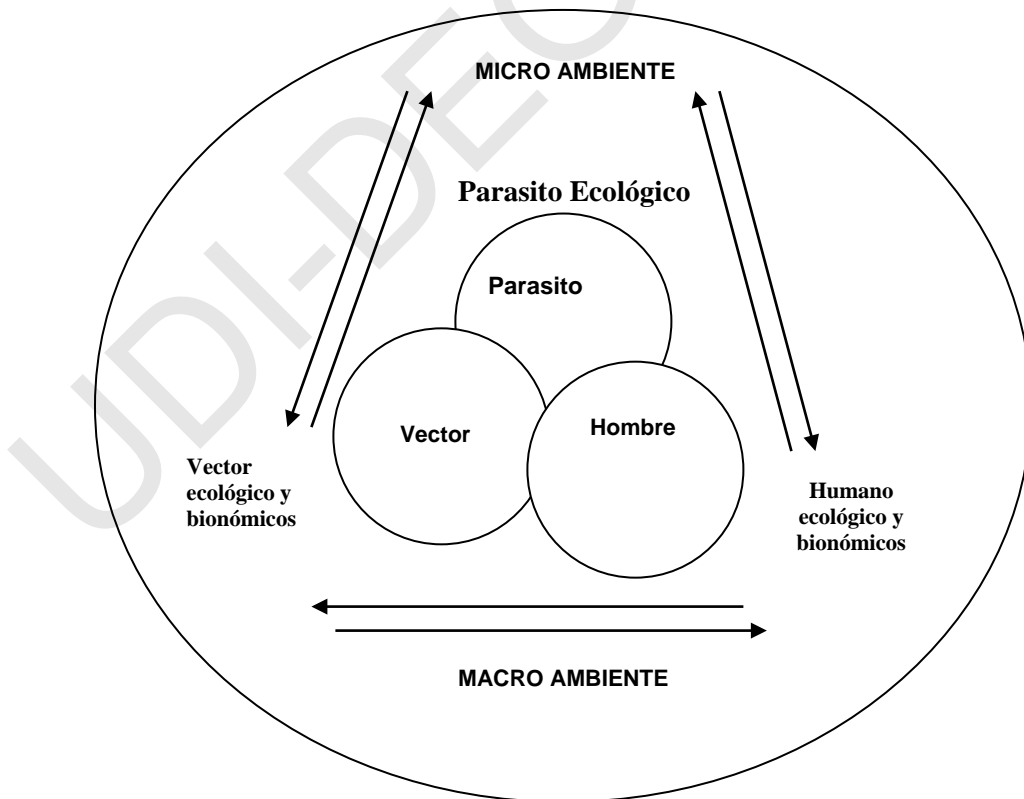 MICRO AMBIENTE
Parasito Ecológico
Parasito
Vector
Hombre
Vector
ecológico y
bionómicos
Humano
ecológico y
bionómicos
MACRO AMBIENTE